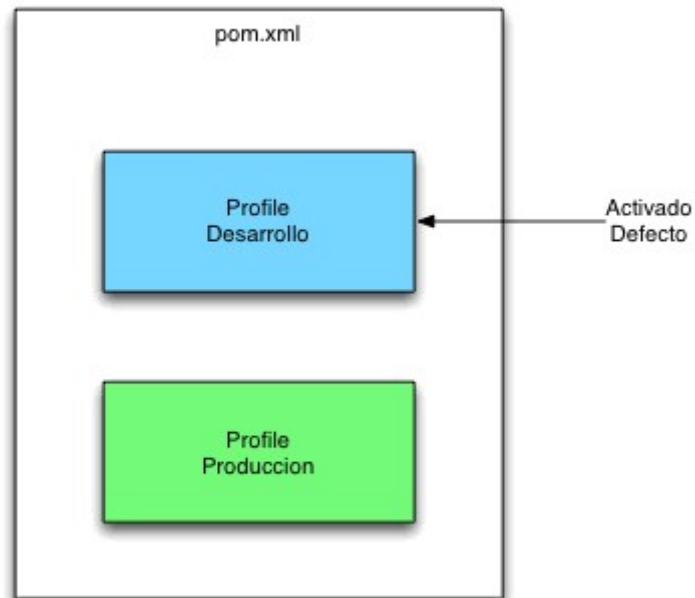 pom.xml
Profile
Desarrollo
Activado
Defecto
Profile
Produccion